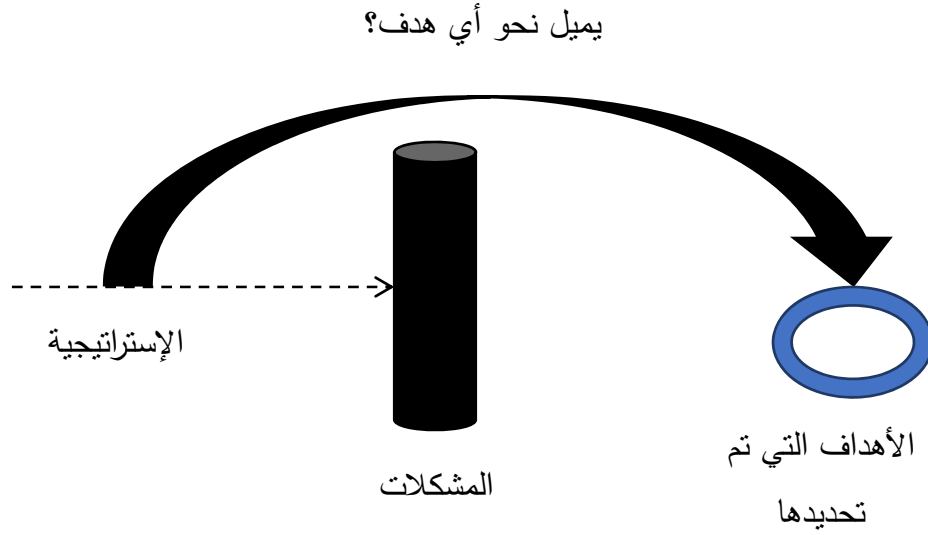 يميل نحو أي هدف؟
الإستراتيجية
المشكلات
الأهداف التي تم
تحديدها